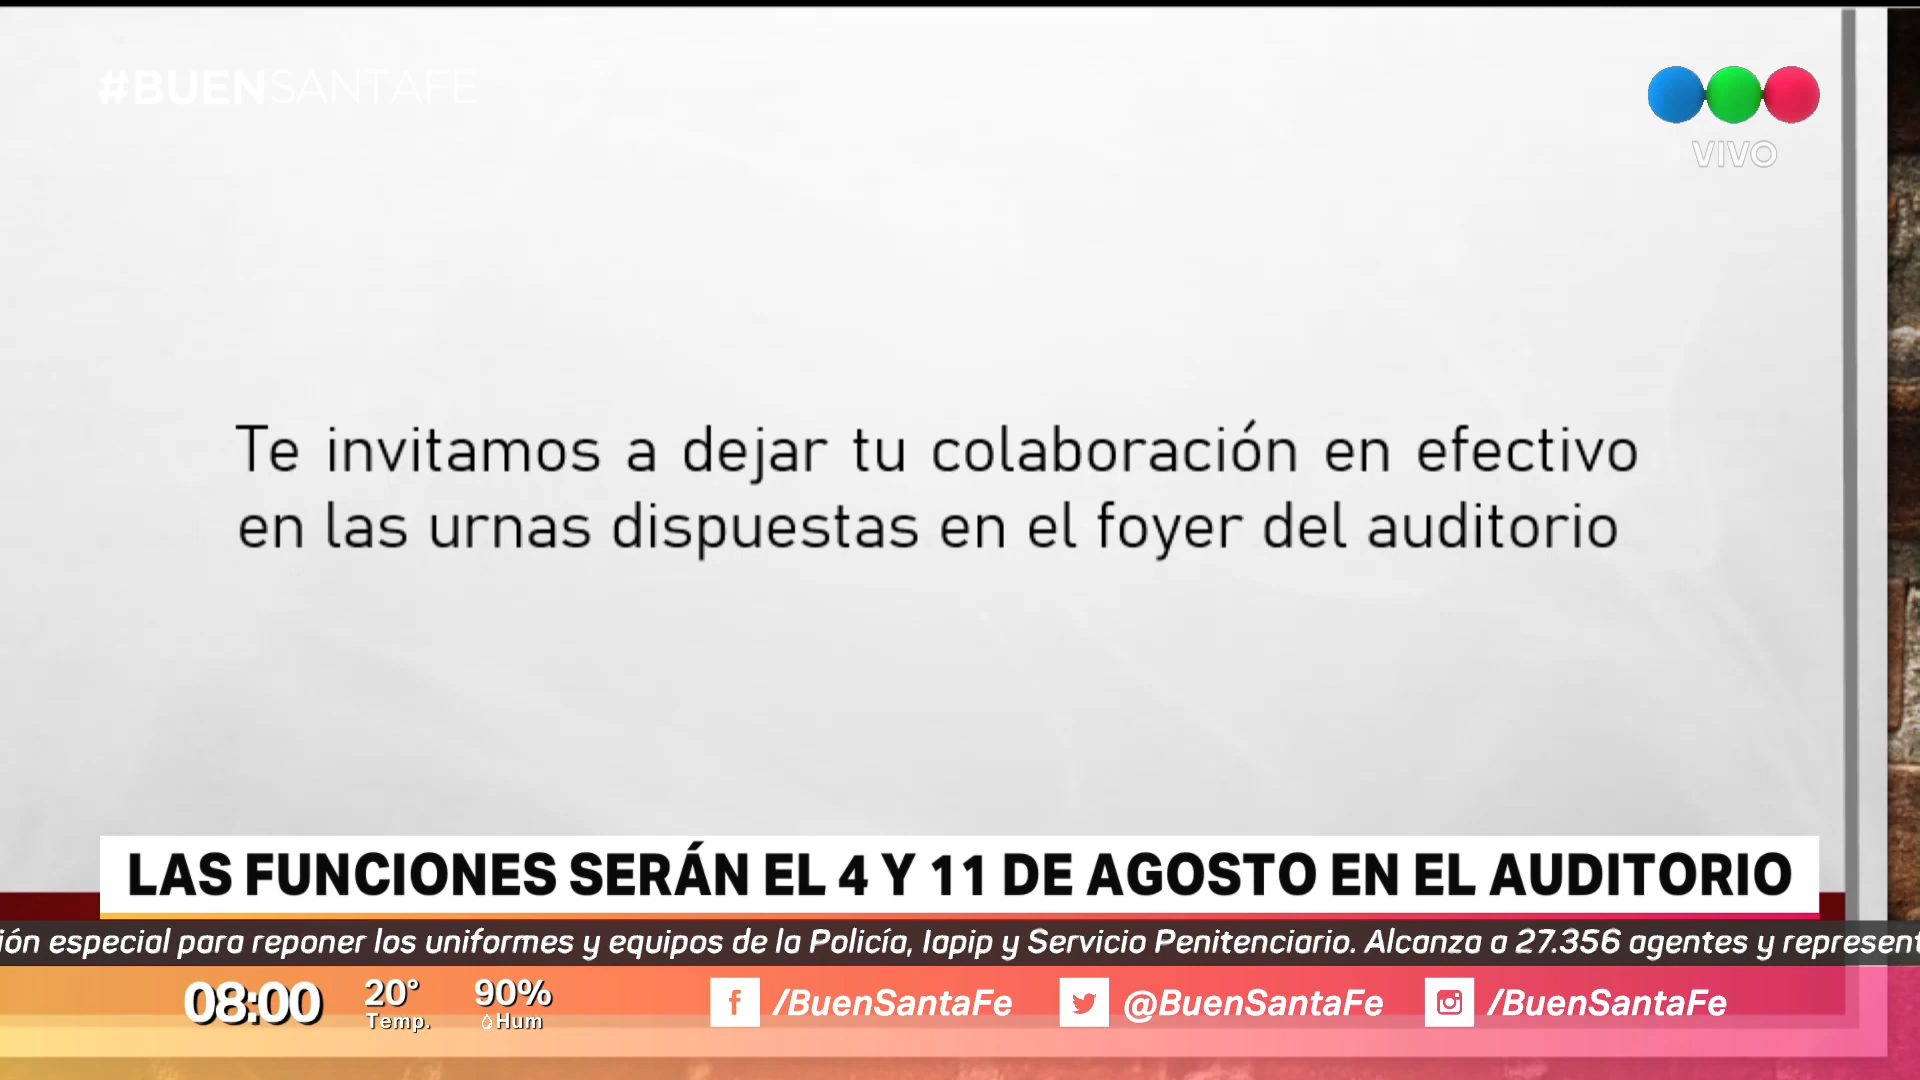 #BUENSANTAFE
VIVO
Te invitamos a dejar tu colaboración en efectivo
en las urnas dispuestas en el foyer del auditorio
LAS FUNCIONES SERÁN EL 4 Y 11 DE AGOSTO EN EL AUDITORIO
especial para reponer los uniformes y equipos de la Policía, Iapip y Servicio Penitenciario. Alcanza a 27.356 agentes y
08:00 20° 90% /BuenSantaFe @BuenSantaFe /BuenSantaFe
Temp. Hum